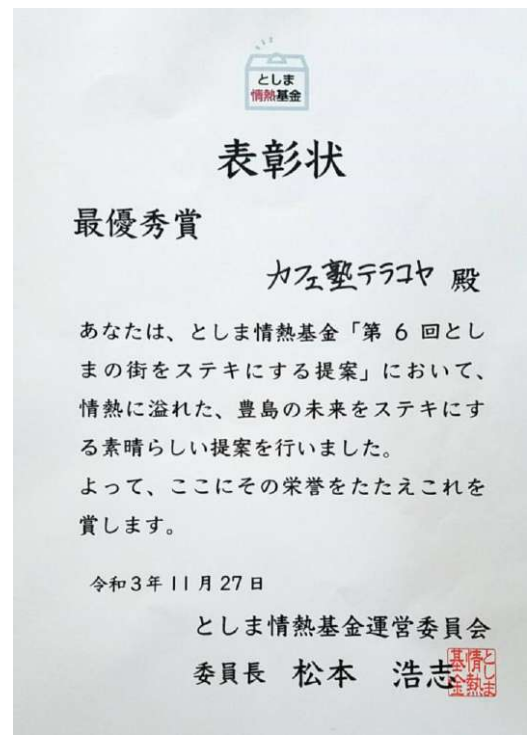 としま
情熱基金
表彰状
最優秀賞
カフェ塾テラコヤ 殿
あなたは、としま情熱基金「第 6 回とし
まの街をステキにする提案」において、
情熱に溢れた、豊島の未来をステキにす
る素晴らしい提案を行いました。
よって、ここにその栄誉をたたえこれを
賞します。
令和3年11月27日
としま情熱基金運営委員会
委員長 松本 浩志
としま
情熱
基金